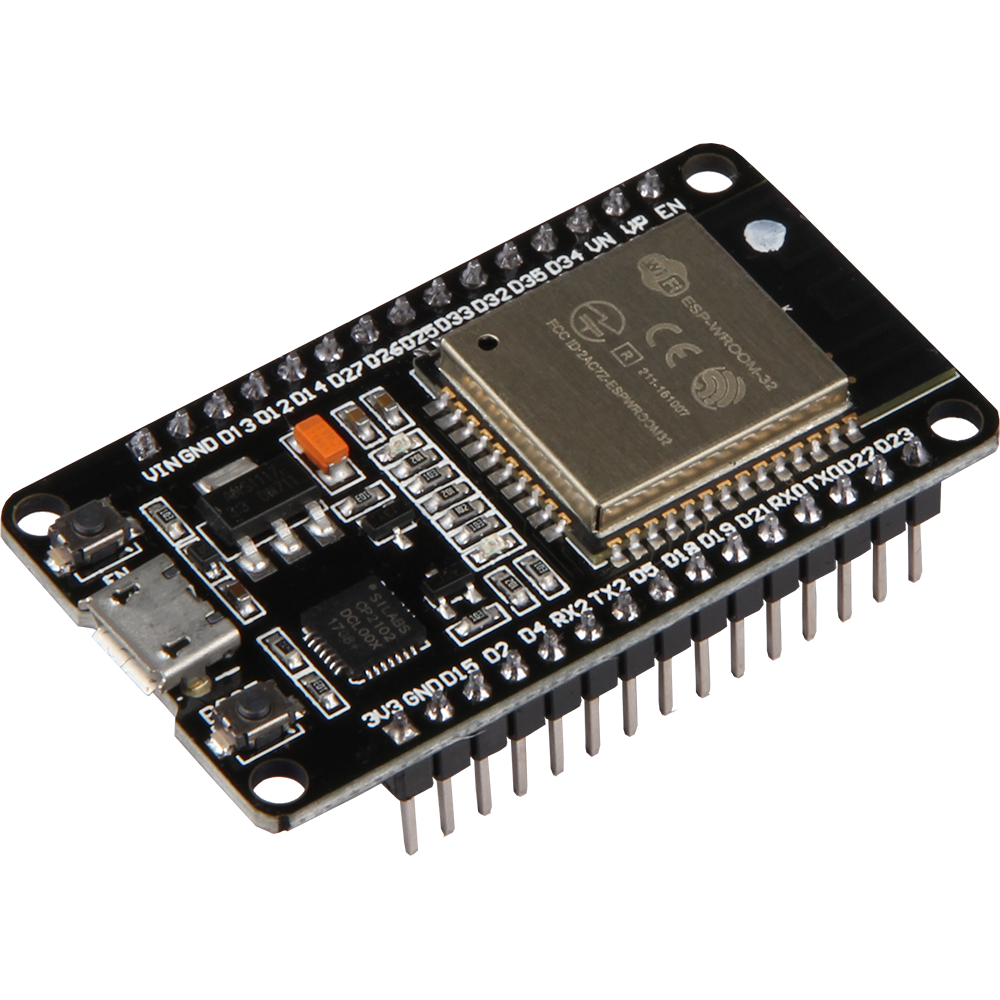 VIN GND D13 D12 D14 D27 D26 D25 D33 D32 D35 D34 VN VP EN
WiFi
ESP-WROOM-32
CE
R 211-161007
FCC ID:2AC7Z-ESPWROOM32
EN
SILABS
CP2102
DCL00X
3V3 GND D15 D2 D4 RX2 TX2 D5 D18 D19 D21 RX0 TX0 D22 D23